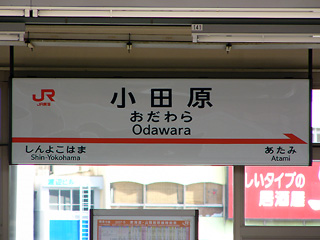 141
JR
JR東海
小田原
おだわら
Odawara
しんよこはま
Shin-Yokohama
あたみ
Atami
しいタイプの
居酒屋